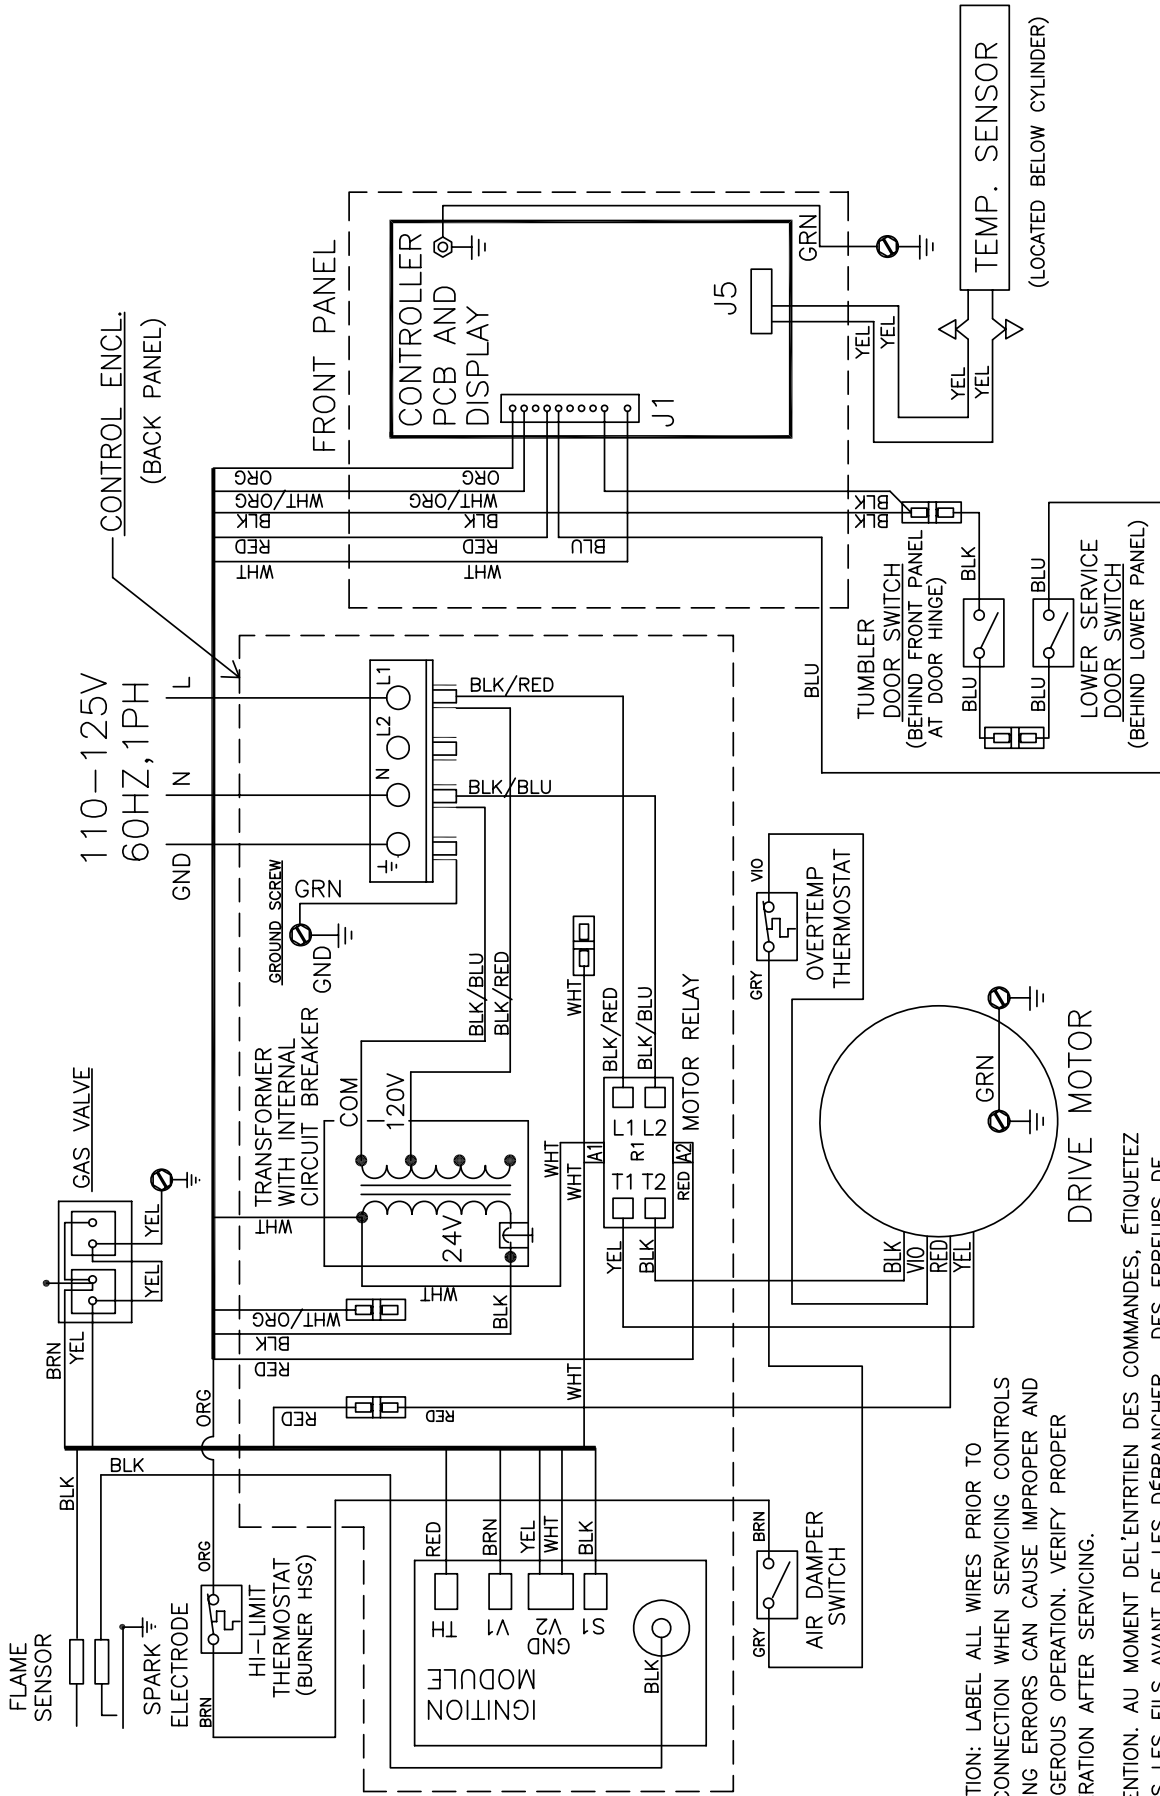 110-125V
60HZ,1PH
GND
N
L
CONTROL ENCL.
(BACK PANEL)
FRONT PANEL
CONTROLLER
PCB AND
DISPLAY
J1
J5
GRN
TEMP. SENSOR
(LOCATED BELOW CYLINDER)
YEL
YEL
YEL
YEL
ORG
WHT/ORG
BLK
RED
WHT
ORG
WHT/ORG
BLK
RED
WHT
BLU
BLK
BLK
TUMBLER
DOOR SWITCH
(BEHIND FRONT PANEL
AT DOOR HINGE)
BLK
BLU
BLU
BLU
BLU
LOWER SERVICE
DOOR SWITCH
(BEHIND LOWER PANEL)
GAS VALVE
BRN
YEL
YEL
YEL
GROUND SCREW
GRN
GND
N
L2
L1
BLK/RED
BLK/BLU
BLK/BLU
BLK/RED
TRANSFORMER
WITH INTERNAL
CIRCUIT BREAKER
COM
120V
24V
WHT
WHT
WHT/ORG
BLK
RED
BLK
WHT
WHT
WHT
WHT
BLK/RED
BLK/BLU
MOTOR RELAY
L1
L2
R1
T1
T2
A1
A2
RED
YEL
BLK
VIO
GRY
OVERTEMP
THERMOSTAT
BLK
VIO
RED
YEL
GRN
DRIVE MOTOR
FLAME
SENSOR
BLK
BLK
SPARK
ELECTRODE
ORG
ORG
BRN
HI-LIMIT
THERMOSTAT
(BURNER HSG)
RED
RED
RED
BRN
YEL
WHT
BLK
TH
V1
V2
GND
S1
IGNITION
MODULE
BLK
BRN
GRY
AIR DAMPER
SWITCH
TION: LABEL ALL WIRES PRIOR TO
CONNECTION WHEN SERVICING CONTROLS
NG ERRORS CAN CAUSE IMPROPER AND
GEROUS OPERATION. VERIFY PROPER
RATION AFTER SERVICING.
ENTION. AU MOMENT DEL'ENTRTIEN DES COMMANDES, ÉTIQUETEZ
S LES FILS AVANT DE LES DÉBRANCHER. DES ERREURS DE